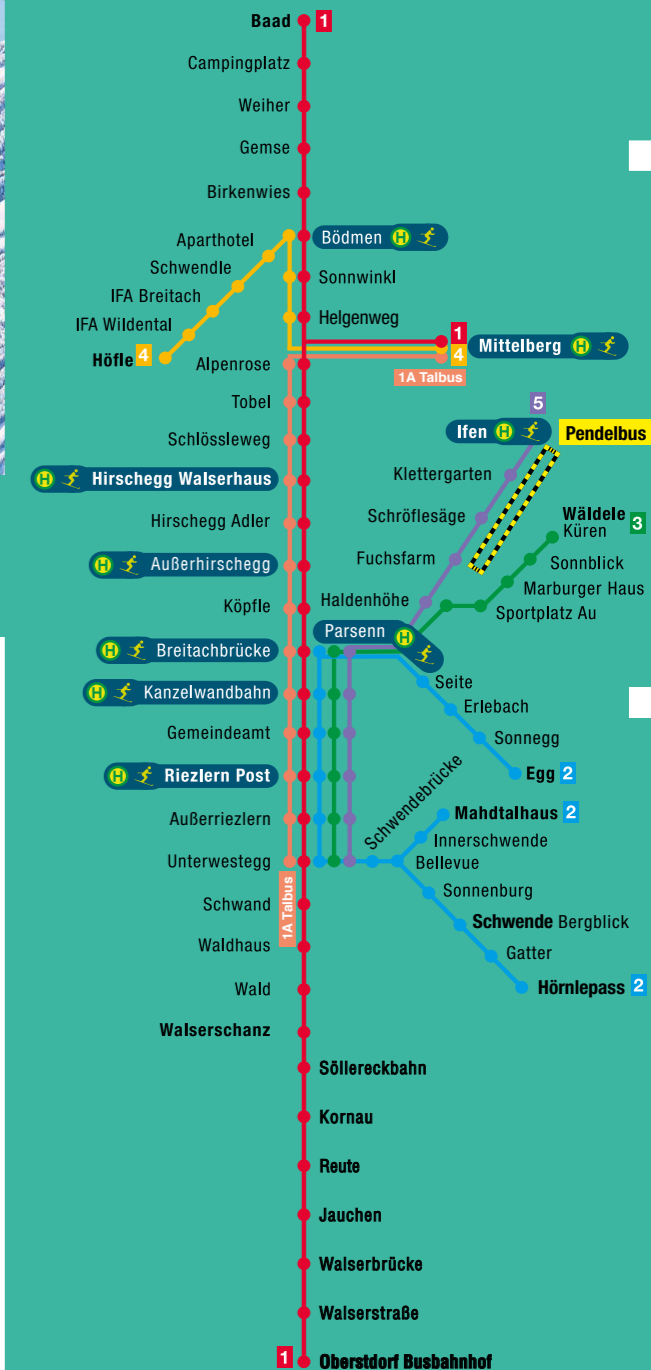 Baad 1
Campingplatz
Weiher
Gemse
Birkenwies
Aparthotel
Bödmen H
Schwendle
Sonnwinkl
IFA Breitach
IFA Wildental
Helgenweg
Höfle 4
1
4
Mittelberg H
1A Talbus
Alpenrose
Tobel
Schlössleweg
5
Ifen H
Pendelbus
H Hirschegg Walserhaus
Klettergarten
Hirschegg Adler
Schröflesäge
Wäldele 3
Küren
H Außerhirschegg
Fuchsfarm
Sonnblick
Marburger Haus
Köpfle
Haldenhöhe
Sportplatz Au
Parsenn H
H Breitachbrücke
Seite
H Kanzelwandbahn
Erlebach
Gemeindeamt
Sonnegg
H Riezlern Post
Egg 2
Schwendebrücke
Mahdtalhaus 2
Außerriezlern
Innerschwende
Unterwestegg
Bellevue
1A Talbus
Sonnenburg
Schwand
Schwende Bergblick
Waldhaus
Gatter
Wald
Hörnlepass 2
Walserschanz
Söllereckbahn
Kornau
Reute
Jauchen
Walserbrücke
Walserstraße
1 Oberstdorf Busbahnhof